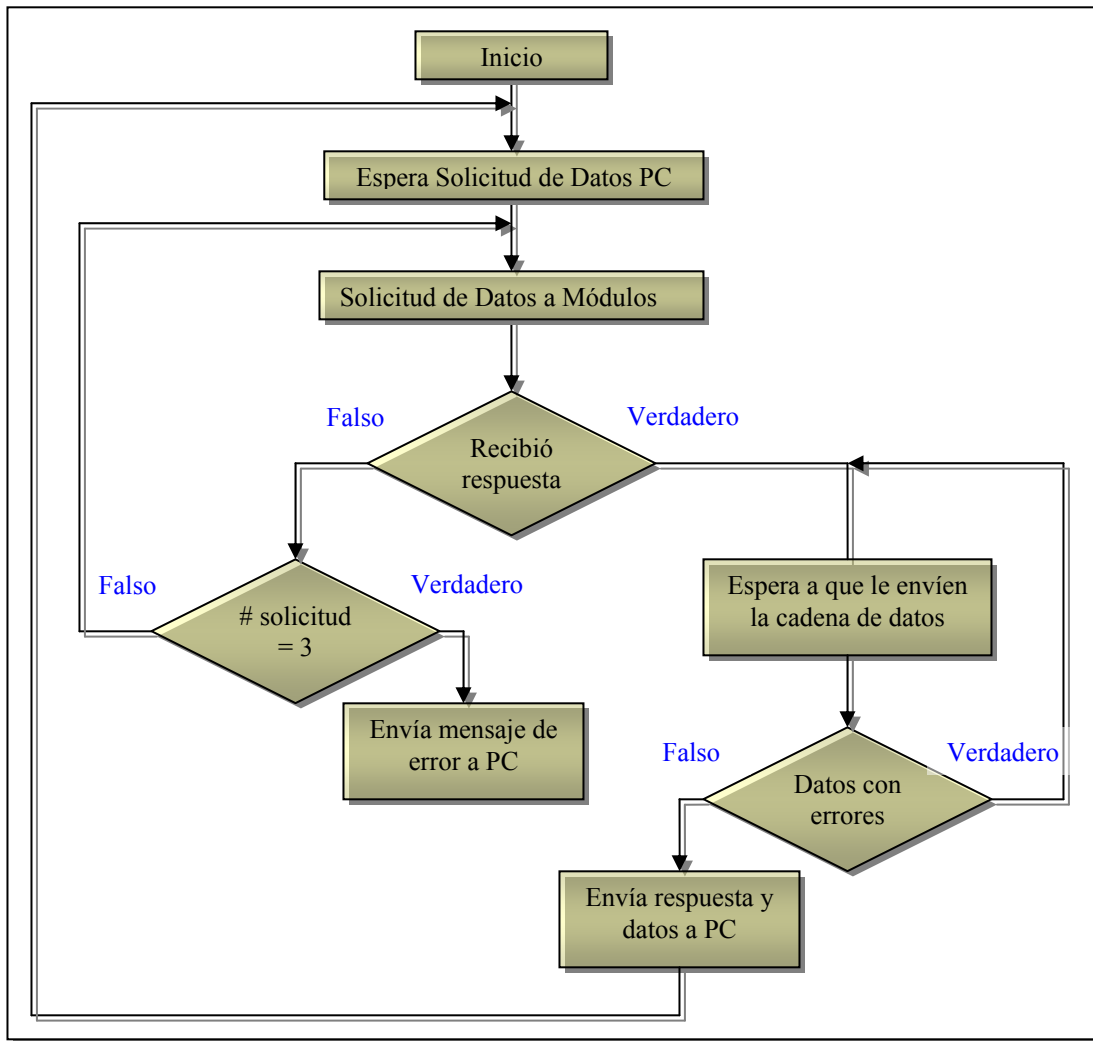 Inicio
Espera Solicitud de Datos PC
Solicitud de Datos a Módulos
Falso
Verdadero
Recibió
respuesta
Falso
Verdadero
# solicitud
= 3
Espera a que le envíen
la cadena de datos
Envía mensaje de
error a PC
Falso
Verdadero
Datos con
errores
Envía respuesta y
datos a PC